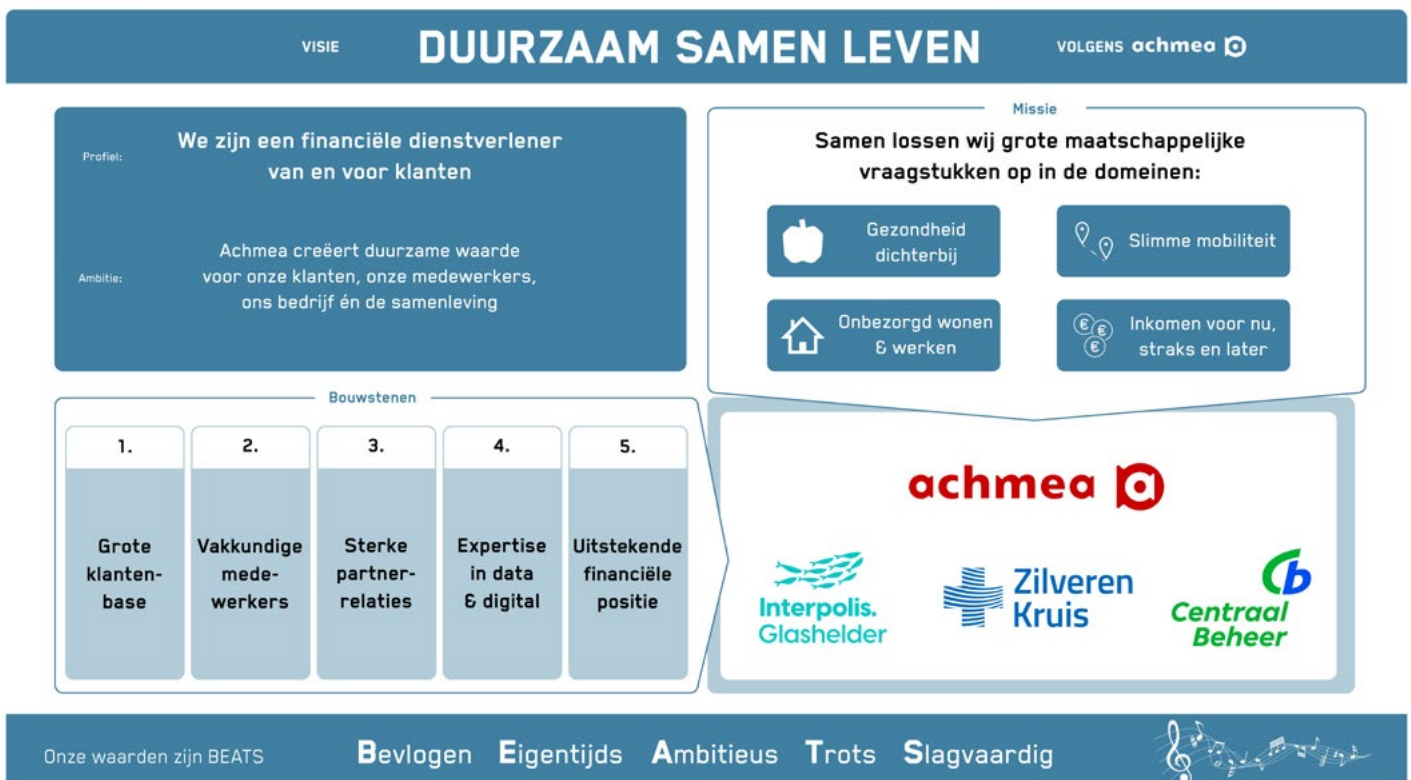 VISIE
DUURZAAM SAMEN LEVEN
VOLGENS achmea
Profiel:
We zijn een financiële dienstverlener
van en voor klanten
Ambitie:
Achmea creëert duurzame waarde
voor onze klanten, onze medewerkers,
ons bedrijf én de samenleving
Missie
Samen lossen wij grote maatschappelijke
vraagstukken op in de domeinen:
Gezondheid
dichterbij
Slimme mobiliteit
Onbezorgd wonen
& werken
€ € €
Inkomen voor nu,
straks en later
Bouwstenen
1.
Grote
klanten-
base
2.
Vakkundige
mede-
werkers
3.
Sterke
partner-
relaties
4.
Expertise
in data
& digital
5.
Uitstekende
financiële
positie
achmea
Interpolis.
Glashelder
Zilveren
Kruis
Cb
Centraal
Beheer
Onze waarden zijn BEATS
Bevlogen Eigentijds Ambitieus Trots Slagvaardig